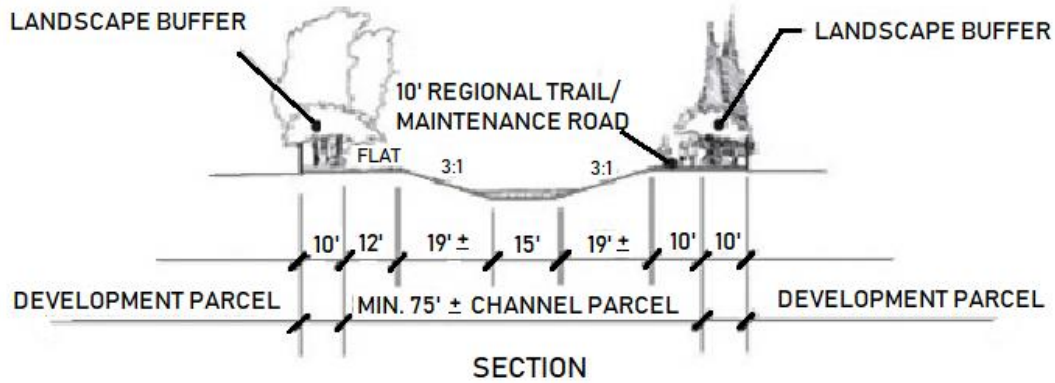 LANDSCAPE BUFFER
LANDSCAPE BUFFER
10' REGIONAL TRAIL/
MAINTENANCE ROAD
FLAT
3:1
3:1
10' 12' 19' ± 15' 19' ± 10' 10'
DEVELOPMENT PARCEL
MIN. 75' ± CHANNEL PARCEL
DEVELOPMENT PARCEL
SECTION